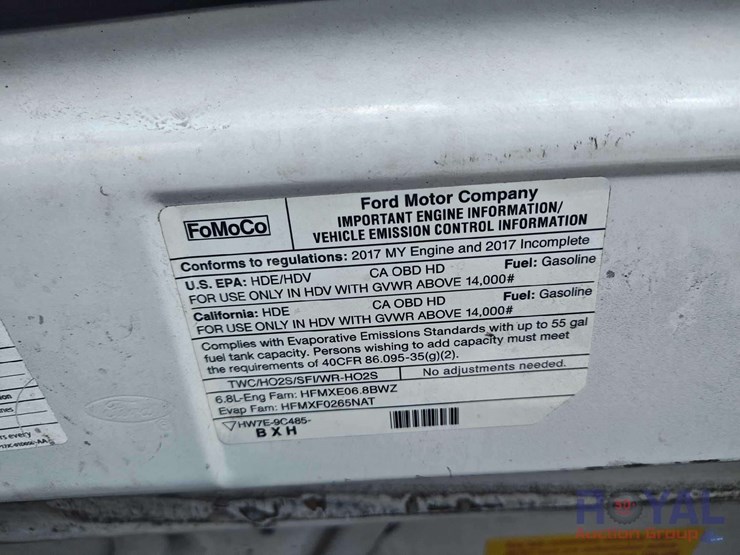 Ford Motor Company
FoMoCo
IMPORTANT ENGINE INFORMATION/
VEHICLE EMISSION CONTROL INFORMATION
Conforms to regulations: 2017 MY Engine and 2017 Incomplete
U.S. EPA: HDE/HDV CA OBD HD Fuel: Gasoline
FOR USE ONLY IN HDV WITH GVWR ABOVE 14,000#
California: HDE CA OBD HD Fuel: Gasoline
FOR USE ONLY IN HDV WITH GVWR ABOVE 14,000#
Complies with Evaporative Emissions Standards with up to 55 gal
fuel tank capacity. Persons wishing to add capacity must meet
the requirements of 40CFR 86.095-35(g)(2).
TWC/HO2S/SFI/WR-HO2S No adjustments needed.
6.8L-Eng Fam: HFMXE06.8BWZ
Evap Fam: HFMXF0265NAT
HW7E-9C485-
BXH
Ford
every
ROYAL
Auction Group